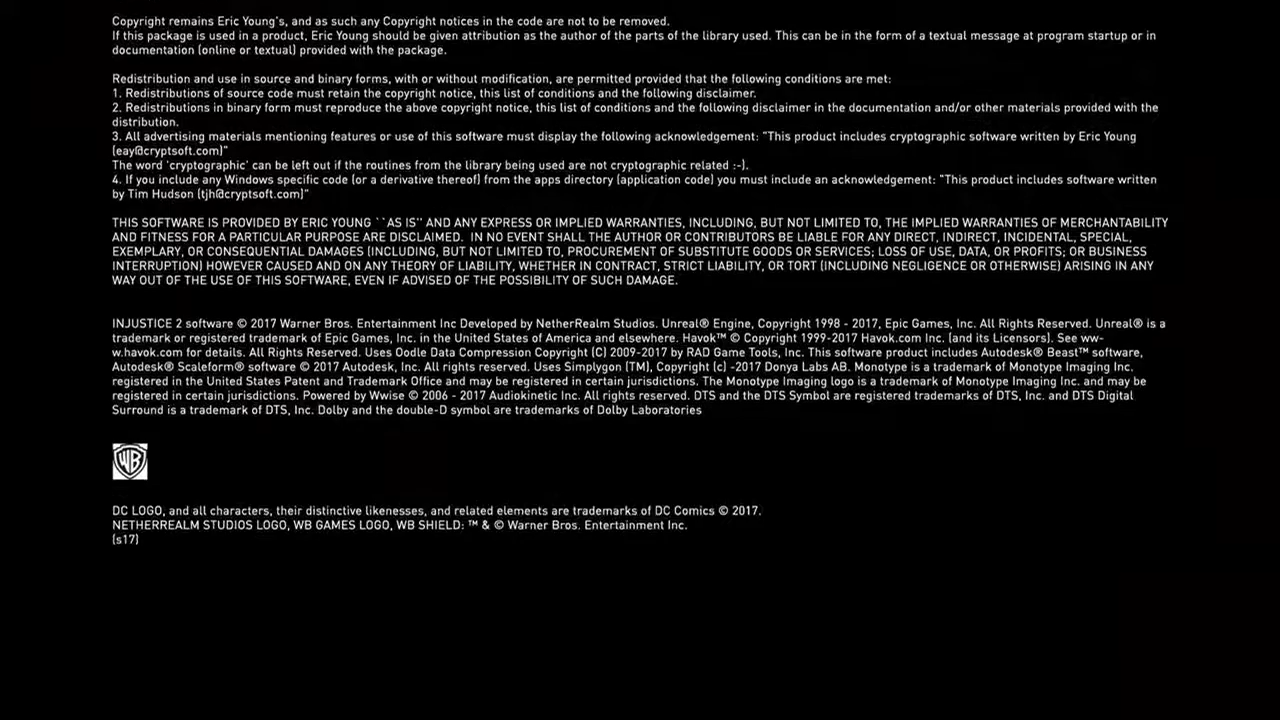 Copyright remains Eric Young's, and as such any Copyright notices in the code are not to be removed.
If this package is used in a product, Eric Young should be given attribution as the author of the parts of the library used. This can be in the form of a textual message at program startup or in
documentation (online or textual) provided with the package.
Redistribution and use in source and binary forms, with or without modification, are permitted provided that the following conditions are met:
1. Redistributions of source code must retain the copyright notice, this list of conditions and the following disclaimer.
2. Redistributions in binary form must reproduce the above copyright notice, this list of conditions and the following disclaimer in the documentation and/or other materials provided with the
distribution.
3. All advertising materials mentioning features or use of this software must display the following acknowledgement: "This product includes cryptographic software written by Eric Young
(eay@cryptsoft.com)"
The word 'cryptographic' can be left out if the routines from the library being used are not cryptographic related :-).
4. If you include any Windows specific code (or a derivative thereof) from the apps directory (application code) you must include an acknowledgement: "This product includes software written
by Tim Hudson (tjh@cryptsoft.com)"
THIS SOFTWARE IS PROVIDED BY ERIC YOUNG ``AS IS'' AND ANY EXPRESS OR IMPLIED WARRANTIES, INCLUDING, BUT NOT LIMITED TO, THE IMPLIED WARRANTIES OF MERCHANTABILITY
AND FITNESS FOR A PARTICULAR PURPOSE ARE DISCLAIMED.  IN NO EVENT SHALL THE AUTHOR OR CONTRIBUTORS BE LIABLE FOR ANY DIRECT, INDIRECT, INCIDENTAL, SPECIAL,
EXEMPLARY, OR CONSEQUENTIAL DAMAGES (INCLUDING, BUT NOT LIMITED TO, PROCUREMENT OF SUBSTITUTE GOODS OR SERVICES; LOSS OF USE, DATA, OR PROFITS; OR BUSINESS
INTERRUPTION) HOWEVER CAUSED AND ON ANY THEORY OF LIABILITY, WHETHER IN CONTRACT, STRICT LIABILITY, OR TORT (INCLUDING NEGLIGENCE OR OTHERWISE) ARISING IN ANY
WAY OUT OF THE USE OF THIS SOFTWARE, EVEN IF ADVISED OF THE POSSIBILITY OF SUCH DAMAGE.
INJUSTICE 2 software © 2017 Warner Bros. Entertainment Inc Developed by NetherRealm Studios. Unreal® Engine, Copyright 1998 - 2017, Epic Games, Inc. All Rights Reserved. Unreal® is a
trademark or registered trademark of Epic Games, Inc. in the United States of America and elsewhere. Havok™ © Copyright 1999-2017 Havok.com Inc. (and its Licensors). See ww-
w.havok.com for details. All Rights Reserved. Uses Oodle Data Compression Copyright (C) 2009-2017 by RAD Game Tools, Inc. This software product includes Autodesk® Beast™ software,
Autodesk® Scaleform® software © 2017 Autodesk, Inc. All rights reserved. Uses Simplygon (TM), Copyright (c) -2017 Donya Labs AB. Monotype is a trademark of Monotype Imaging Inc.
registered in the United States Patent and Trademark Office and may be registered in certain jurisdictions. The Monotype Imaging logo is a trademark of Monotype Imaging Inc. and may be
registered in certain jurisdictions. Powered by Wwise © 2006 - 2017 Audiokinetic Inc. All rights reserved. DTS and the DTS Symbol are registered trademarks of DTS, Inc. and DTS Digital
Surround is a trademark of DTS, Inc. Dolby and the double-D symbol are trademarks of Dolby Laboratories
WB
DC LOGO, and all characters, their distinctive likenesses, and related elements are trademarks of DC Comics © 2017.
NETHERREALM STUDIOS LOGO, WB GAMES LOGO, WB SHIELD: ™ & © Warner Bros. Entertainment Inc.
(s17)